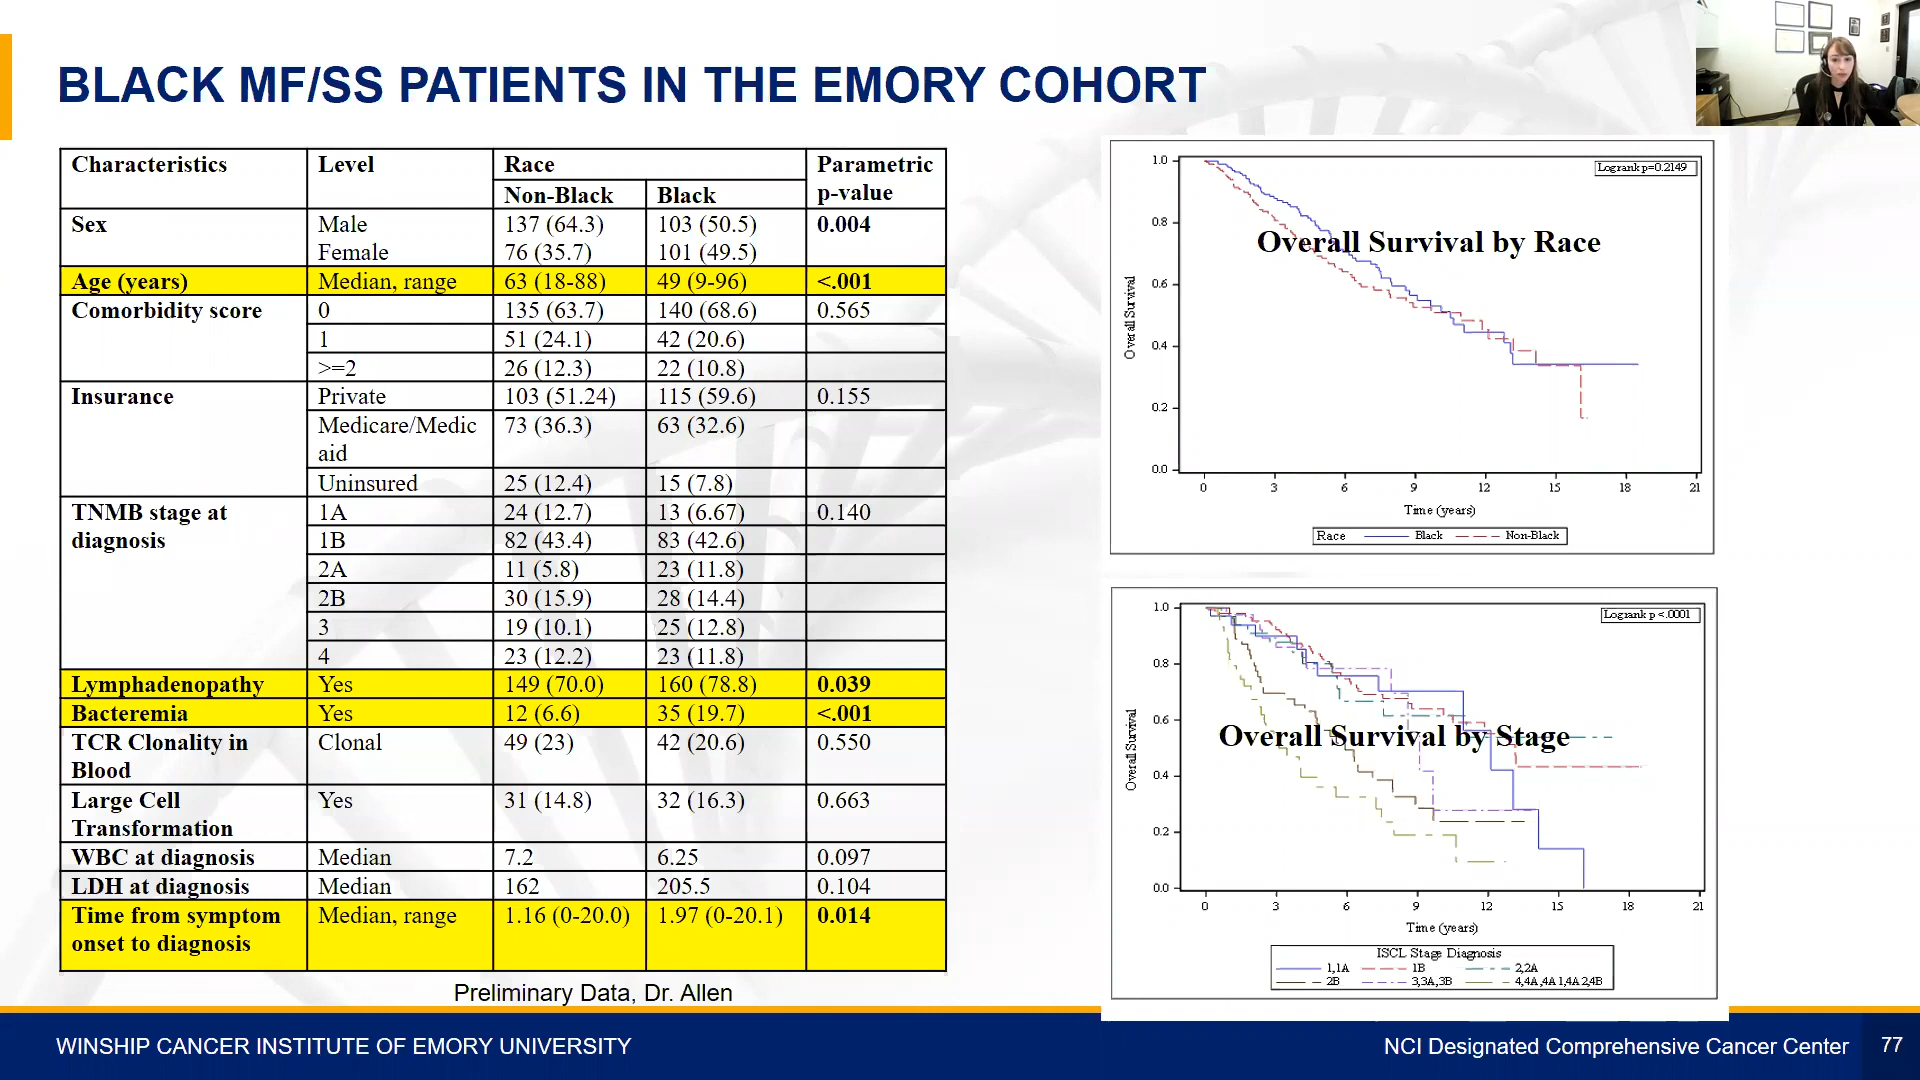 BLACK MF/SS PATIENTS IN THE EMORY COHORT
Characteristics Level Race Parametric p-value
Non-Black Black
Sex Male 137 (64.3) 103 (50.5) 0.004
Female 76 (35.7) 101 (49.5)
Age (years) Median, range 63 (18-88) 49 (9-96) <.001
Comorbidity score 0 135 (63.7) 140 (68.6) 0.565
1 51 (24.1) 42 (20.6)
>=2 26 (12.3) 22 (10.8)
Insurance Private 103 (51.24) 115 (59.6) 0.155
Medicare/Medic 73 (36.3) 63 (32.6)
aid
Uninsured 25 (12.4) 15 (7.8)
TNMB stage at 1A 24 (12.7) 13 (6.67) 0.140
diagnosis 1B 82 (43.4) 83 (42.6)
2A 11 (5.8) 23 (11.8)
2B 30 (15.9) 28 (14.4)
3 19 (10.1) 25 (12.8)
4 23 (12.2) 23 (11.8)
Lymphadenopathy Yes 149 (70.0) 160 (78.8) 0.039
Bacteremia Yes 12 (6.6) 35 (19.7) <.001
TCR Clonality in Clonal 49 (23) 42 (20.6) 0.550
Blood
Large Cell Yes 31 (14.8) 32 (16.3) 0.663
Transformation
WBC at diagnosis Median 7.2 6.25 0.097
LDH at diagnosis Median 162 205.5 0.104
Time from symptom Median, range 1.16 (0-20.0) 1.97 (0-20.1) 0.014
onset to diagnosis
Preliminary Data, Dr. Allen
Logrank p=0.2149
Overall Survival by Race
Overall Survival
1.0
0.8
0.6
0.4
0.2
0.0
0 3 6 9 12 15 18 21
Time (years)
Race Black Non-Black
Logrank p <.0001
Overall Survival by Stage
Overall Survival
1.0
0.8
0.6
0.4
0.2
0.0
0 3 6 9 12 15 18 21
Time (years)
ISCL Stage Diagnosis
1,1A 1B 2,2A
2B 3,3A,3B 4,4A,4A1,4A2,4B
WINSHIP CANCER INSTITUTE OF EMORY UNIVERSITY
NCI Designated Comprehensive Cancer Center 77